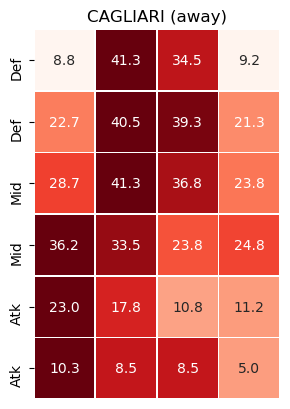 CAGLIARI (away)
Def 8.8 41.3 34.5 9.2
Def 22.7 40.5 39.3 21.3
Mid 28.7 41.3 36.8 23.8
Mid 36.2 33.5 23.8 24.8
Atk 23.0 17.8 10.8 11.2
Atk 10.3 8.5 8.5 5.0